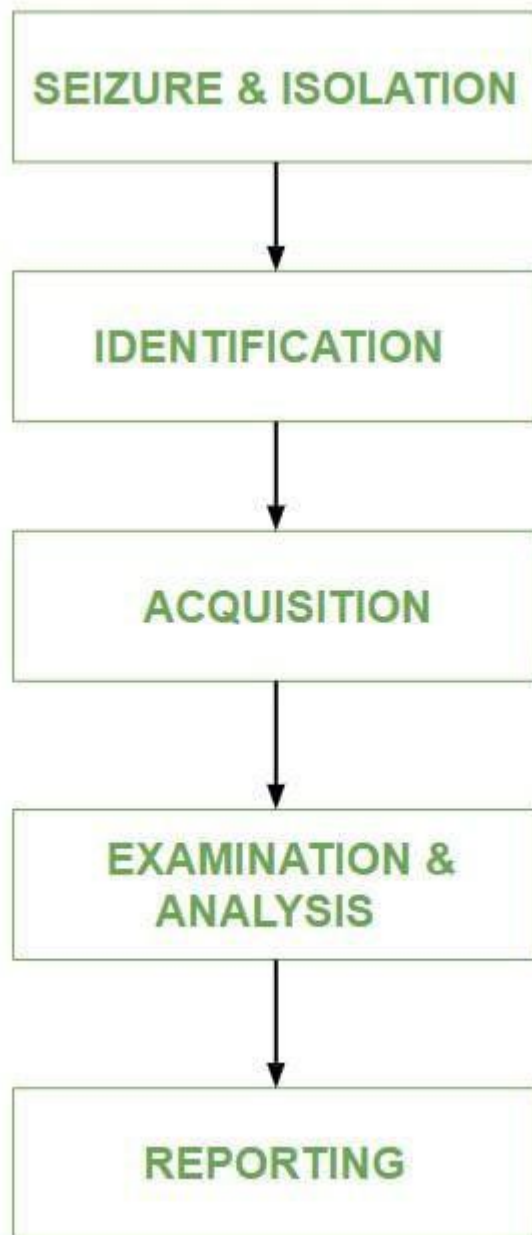 SEIZURE & ISOLATION
IDENTIFICATION
ACQUISITION
EXAMINATION &
ANALYSIS
REPORTING